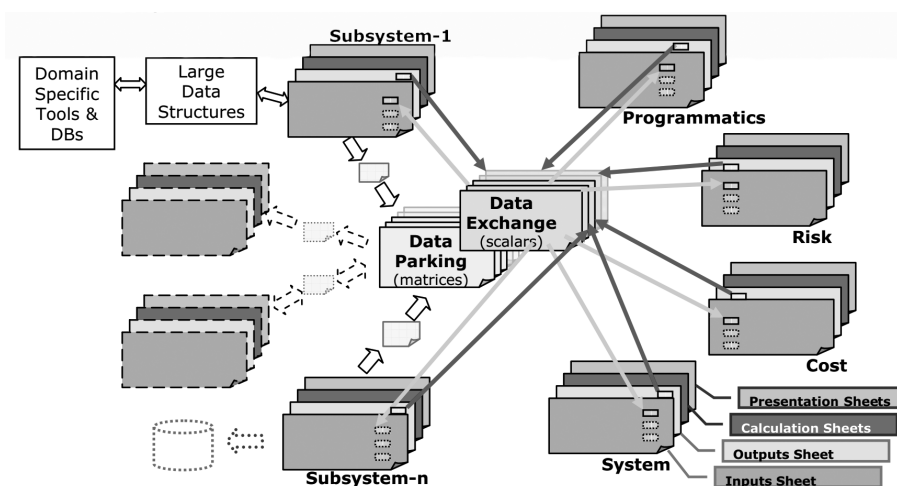 Subsystem-1
Domain
Specific
Tools &
DBs
Large
Data
Structures
Programmatics
Data
Exchange
(scalars)
Risk
Data
Parking
(matrices)
Cost
Presentation Sheets
Calculation Sheets
Outputs Sheet
Inputs Sheet
System
Subsystem-n